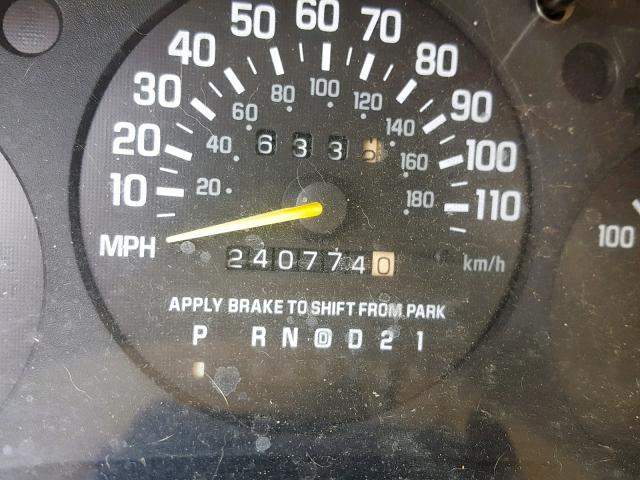 10 20 30 40 50 60 70 80 90 100 110
20 40 60 80 100 120 140 160 180
6 3 3
MPH
2 4 0 7 7 4 0
km/h
100
APPLY BRAKE TO SHIFT FROM PARK
P R N D D 2 1